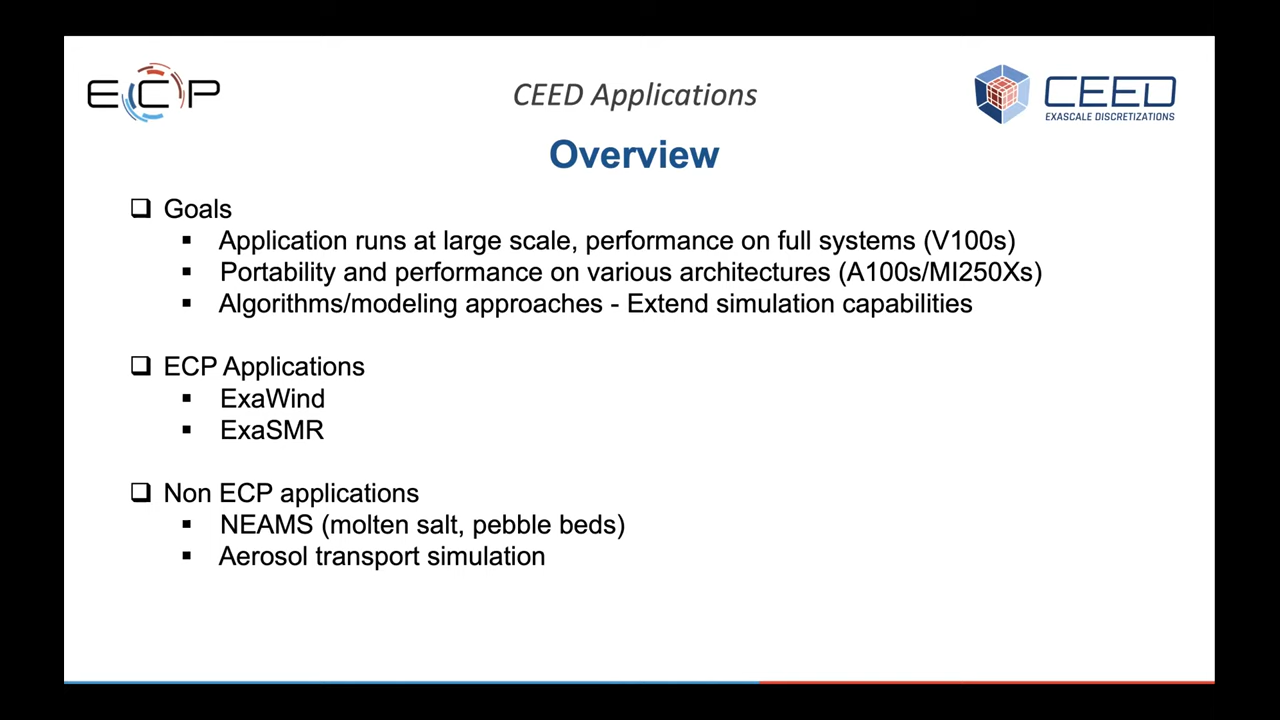 ECP
CEED Applications
CEED
EXASCALE DISCRETIZATIONS
Overview
❑ Goals
▪ Application runs at large scale, performance on full systems (V100s)
▪ Portability and performance on various architectures (A100s/MI250Xs)
▪ Algorithms/modeling approaches - Extend simulation capabilities
❑ ECP Applications
▪ ExaWind
▪ ExaSMR
❑ Non ECP applications
▪ NEAMS (molten salt, pebble beds)
▪ Aerosol transport simulation